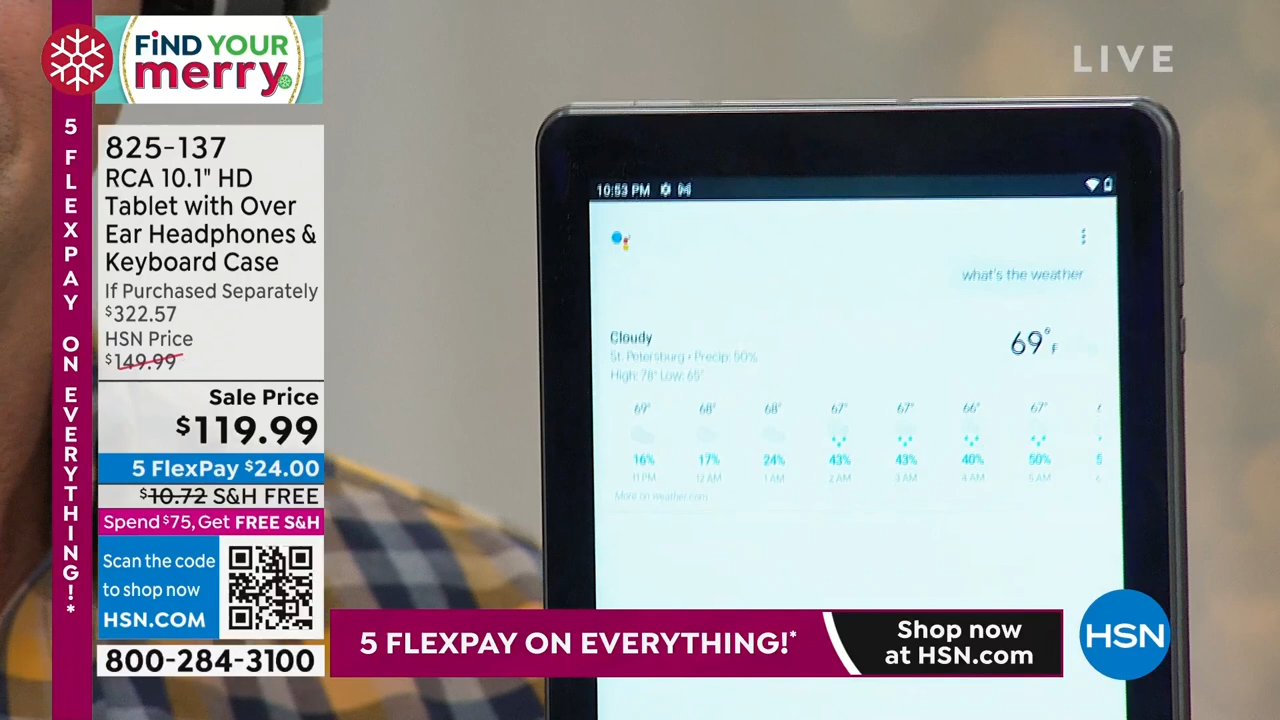 FiND YOUR
merry.
5 FLEXPAY ON EVERYTHING!*
825-137
RCA 10.1" HD
Tablet with Over
Ear Headphones &
Keyboard Case
If Purchased Separately
$322.57
HSN Price
$149.99
Sale Price
$119.99
5 FlexPay $24.00
$10.72 S&H FREE
Spend $75, Get FREE S&H
Scan the code
to shop now
HSN.COM
800-284-3100
LIVE
10:53 PM
what's the weather
Cloudy
69°F
St. Petersburg • Precip: 50%
High: 78° Low: 65°
69° 68° 68° 67° 67° 66° 67°
16% 17% 24% 43% 43% 40% 50% 5
11 PM 12 AM 1 AM 2 AM 3 AM 4 AM 5 AM
More on Weather.com
5 FLEXPAY ON EVERYTHING!*
Shop now
at HSN.com
HSN